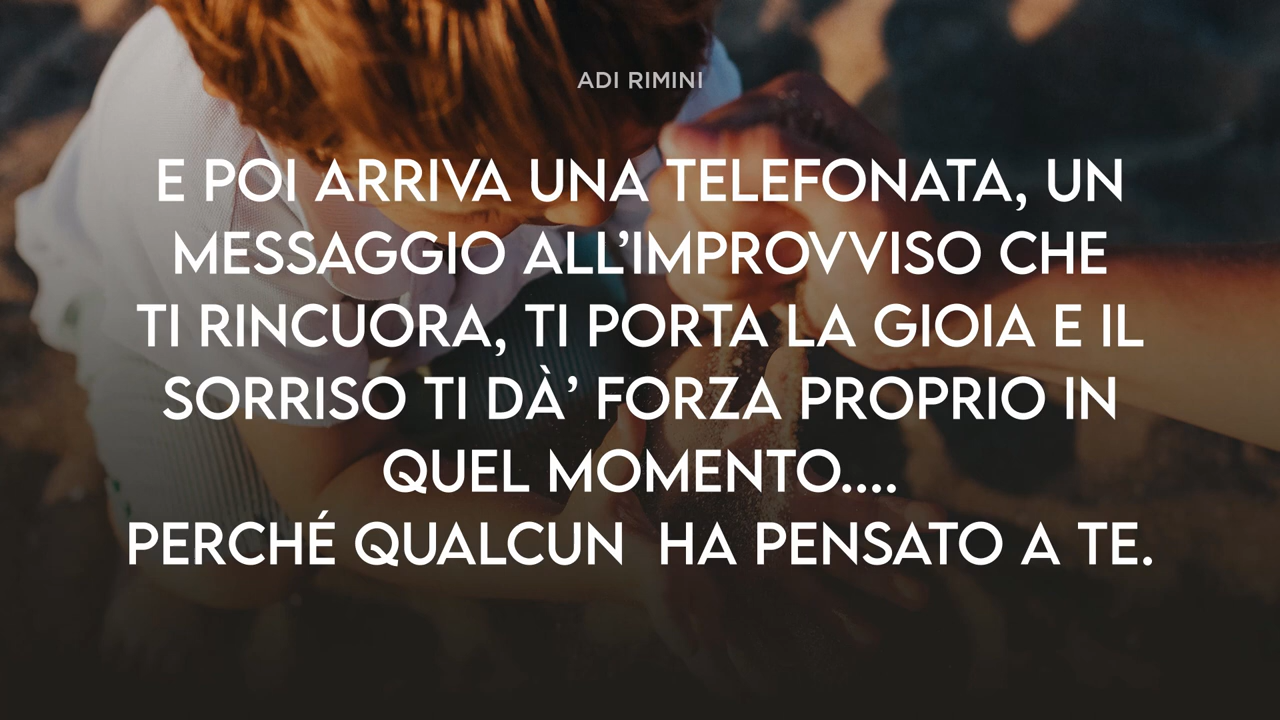 ADI RIMINI
E POI ARRIVA UNA TELEFONATA, UN
MESSAGGIO ALL’IMPROVVISO CHE
TI RINCUORA, TI PORTA LA GIOIA E IL
SORRISO TI DÀ’ FORZA PROPRIO IN
QUEL MOMENTO....
PERCHÉ QUALCUN  HA PENSATO A TE.